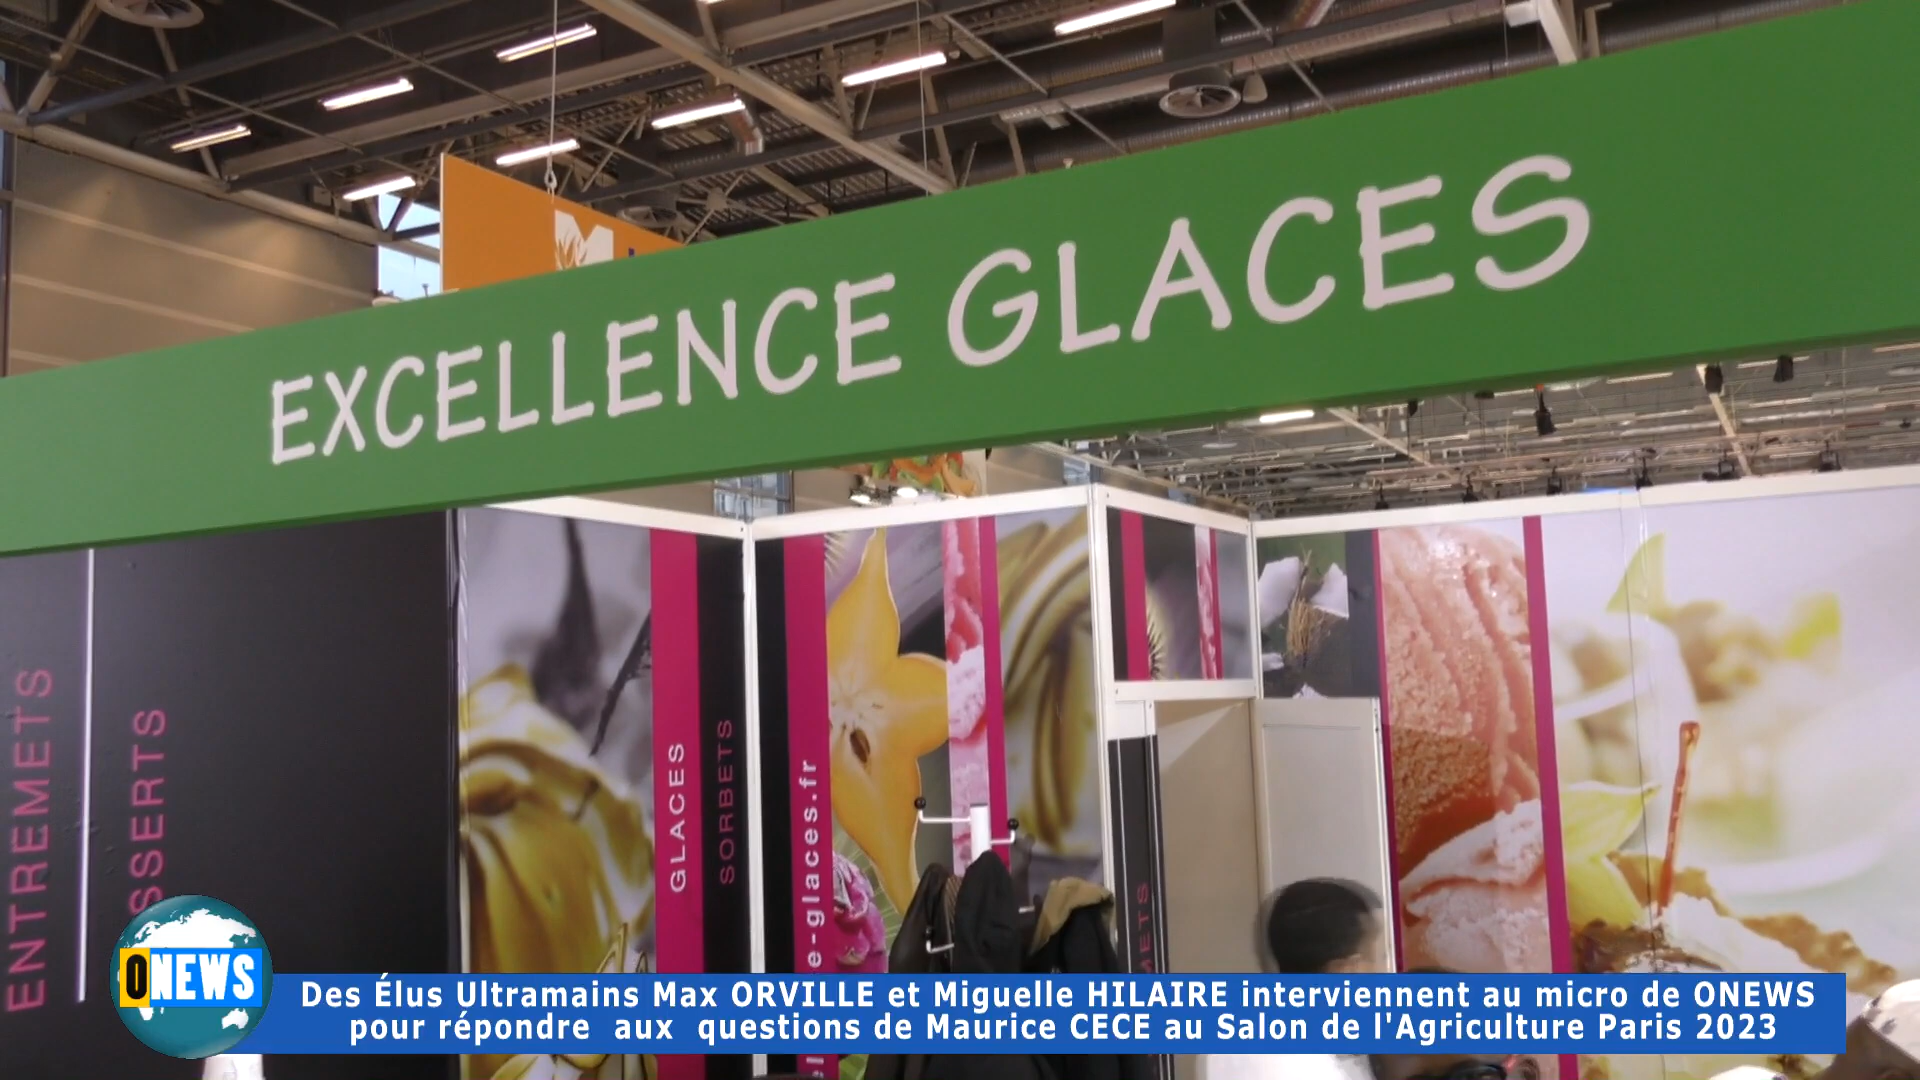 EXCELLENCE GLACES
ENTREMETS
GLACES
SORBETS
e-glaces.fr
ONEWS
Des Élus Ultramains Max ORVILLE et Miguelle HILAIRE interviennent au micro de ONEWS
pour répondre aux questions de Maurice CECE au Salon de l'Agriculture Paris 2023